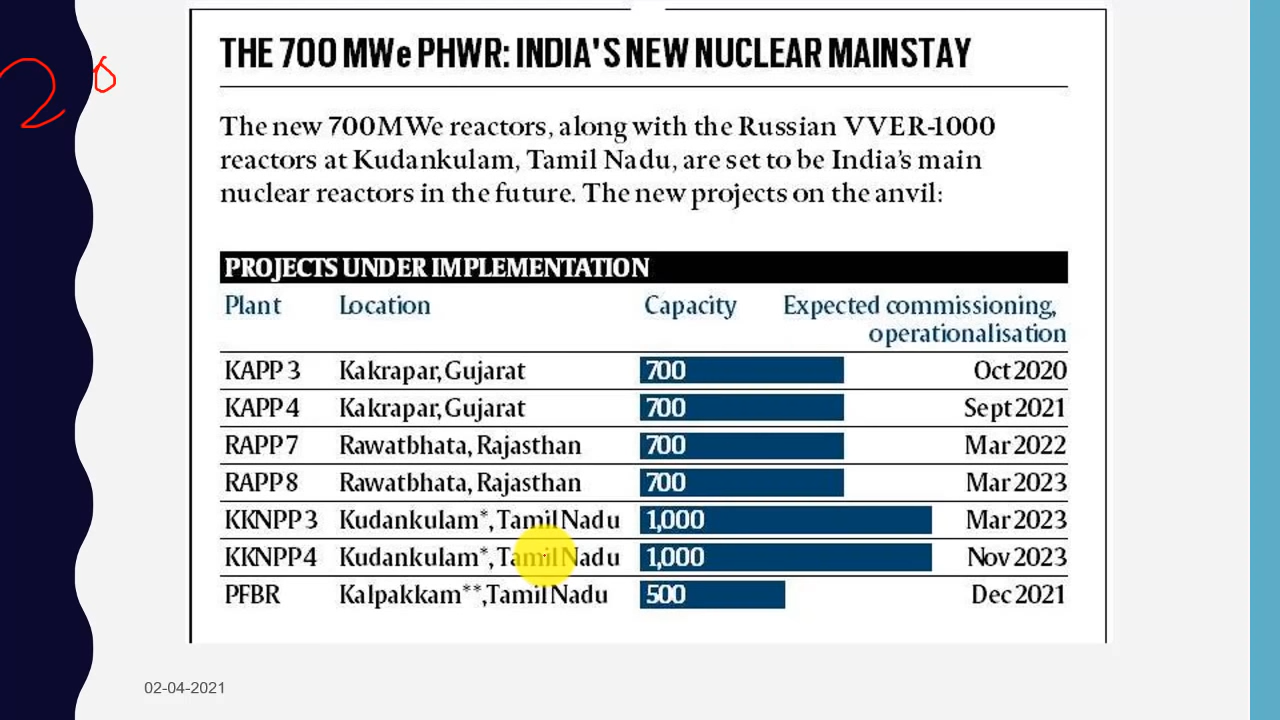 THE 700 MWe PHWR: INDIA'S NEW NUCLEAR MAINSTAY
The new 700MWe reactors, along with the Russian VVER-1000
reactors at Kudankulam, Tamil Nadu, are set to be India's main
nuclear reactors in the future. The new projects on the anvil:
PROJECTS UNDER IMPLEMENTATION
Plant Location Capacity Expected commissioning,
operationalisation
KAPP 3 Kakrapar, Gujarat 700 Oct 2020
KAPP 4 Kakrapar, Gujarat 700 Sept 2021
RAPP 7 Rawatbhata, Rajasthan 700 Mar 2022
RAPP 8 Rawatbhata, Rajasthan 700 Mar 2023
KKNPP 3 Kudankulam*, Tamil Nadu 1,000 Mar 2023
KKNPP 4 Kudankulam*, Tamil Nadu 1,000 Nov 2023
PFBR Kalpakkam**, Tamil Nadu 500 Dec 2021
02-04-2021